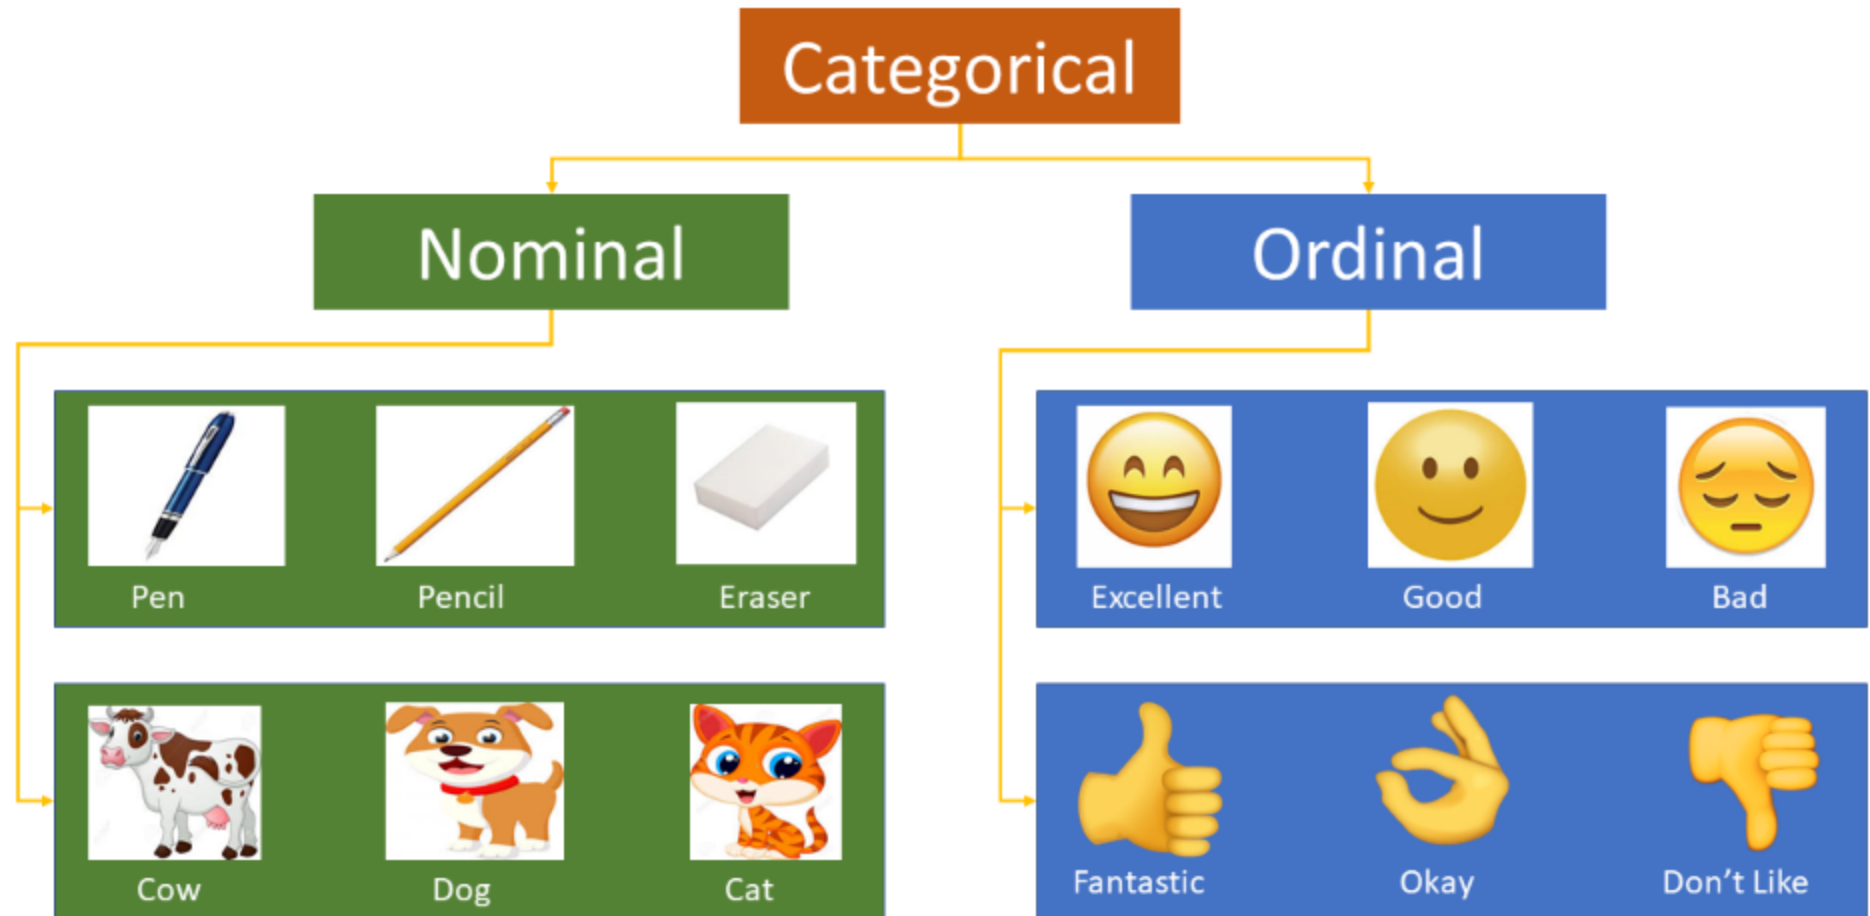 Categorical
Nominal
Ordinal
Pen
Pencil
Eraser
Excellent
Good
Bad
Cow
Dog
Cat
Fantastic
Okay
Don't Like